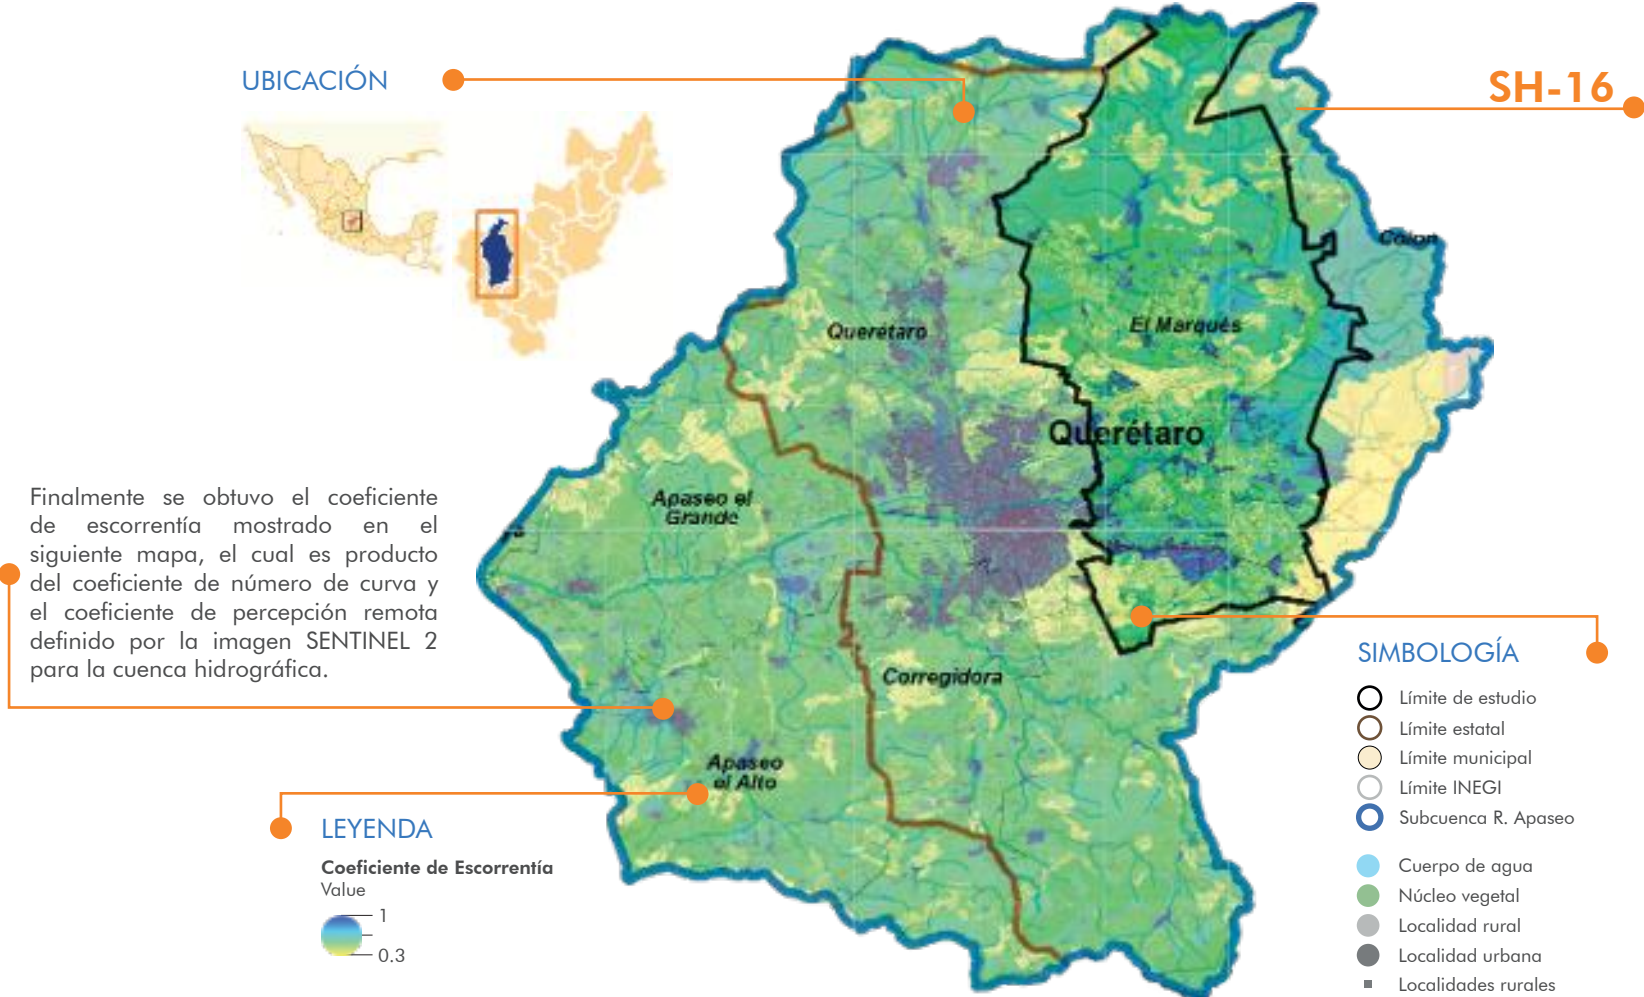 UBICACIÓN
SH-16
Colon
Querétaro
El Marqués
Querétaro
Apaseo el
Grande
Finalmente se obtuvo el coeficiente
de escorrentía mostrado en el
siguiente mapa, el cual es producto
del coeficiente de número de curva y
el coeficiente de percepción remota
definido por la imagen SENTINEL 2
para la cuenca hidrográfica.
Corregidora
Apaseo
el Alto
LEYENDA
Coeficiente de Escorrentía
Value
1
0.3
SIMBOLOGÍA
Límite de estudio
Límite estatal
Límite municipal
Límite INEGI
Subcuenca R. Apaseo
Cuerpo de agua
Núcleo vegetal
Localidad rural
Localidad urbana
Localidades rurales